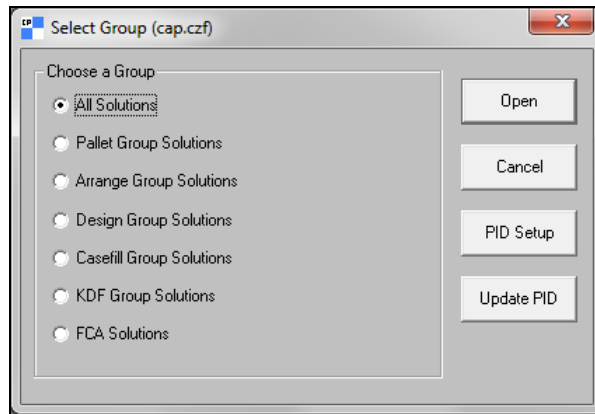 CP
Select Group (cap.czf)
Choose a Group
All Solutions
Pallet Group Solutions
Arrange Group Solutions
Design Group Solutions
Casefill Group Solutions
KDF Group Solutions
FCA Solutions
Open
Cancel
PID Setup
Update PID